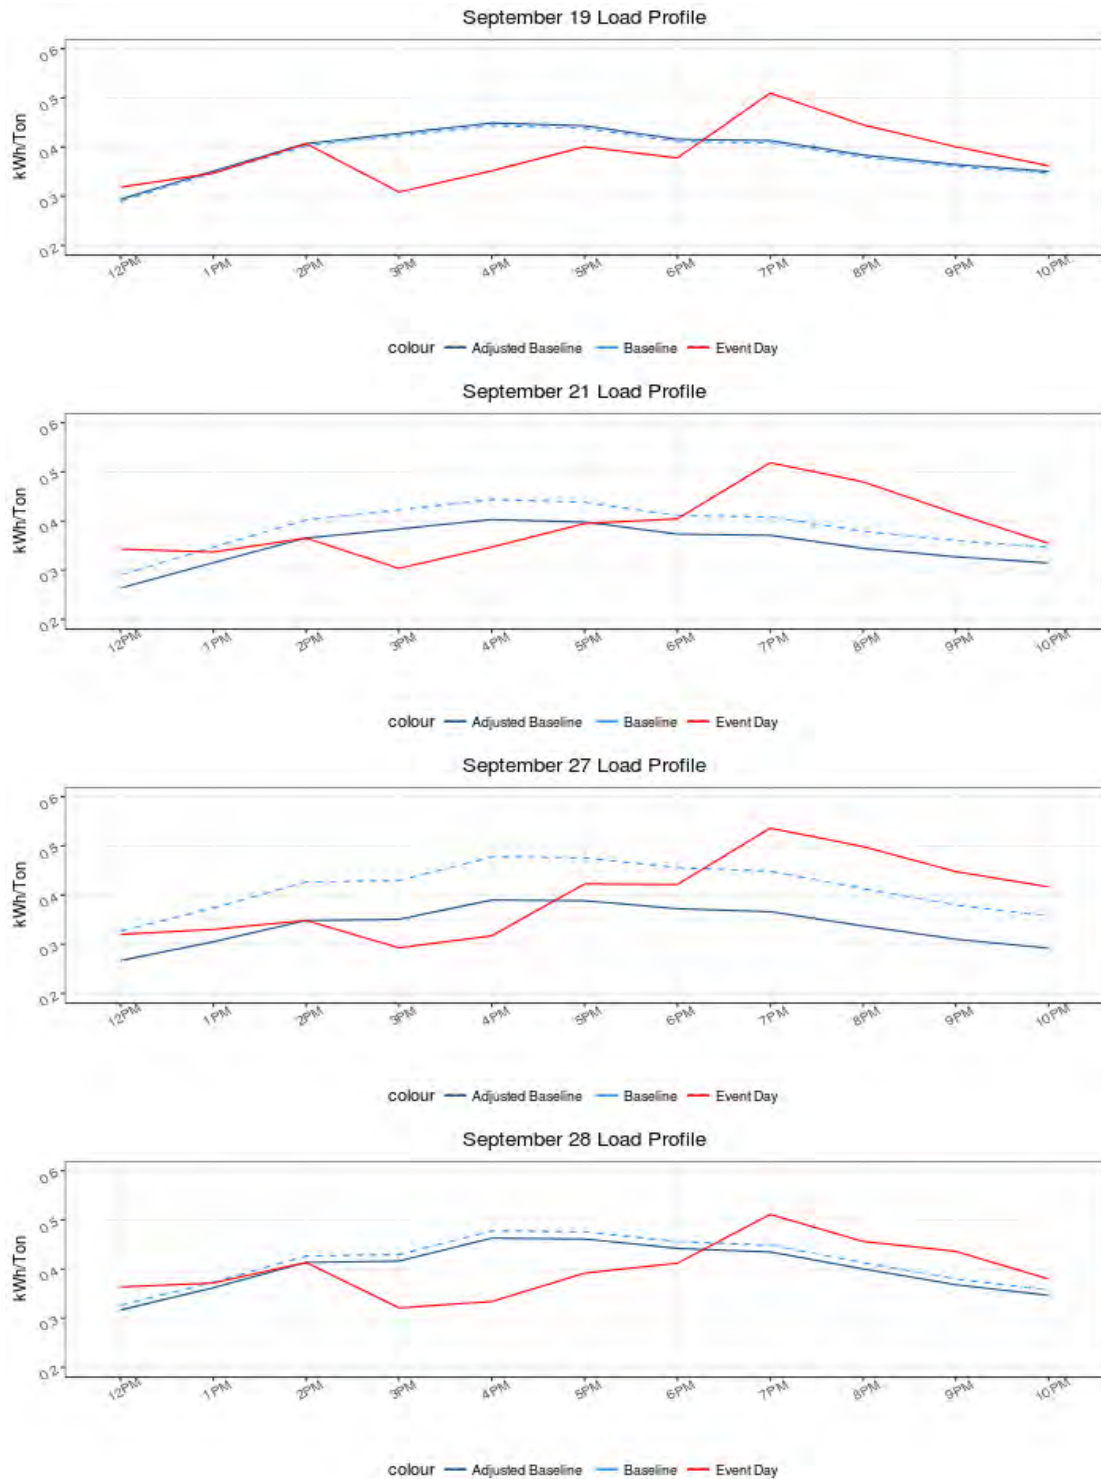 September 19 Load Profile
kWh/Ton
0.6
0.5
0.4
0.3
0.2
12PM 1PM 2PM 3PM 4PM 5PM 6PM 7PM 8PM 9PM 10PM
colour Adjusted Baseline Baseline Event Day
September 21 Load Profile
kWh/Ton
0.6
0.5
0.4
0.3
0.2
12PM 1PM 2PM 3PM 4PM 5PM 6PM 7PM 8PM 9PM 10PM
colour Adjusted Baseline Baseline Event Day
September 27 Load Profile
kWh/Ton
0.6
0.5
0.4
0.3
0.2
12PM 1PM 2PM 3PM 4PM 5PM 6PM 7PM 8PM 9PM 10PM
colour Adjusted Baseline Baseline Event Day
September 28 Load Profile
kWh/Ton
0.6
0.5
0.4
0.3
0.2
12PM 1PM 2PM 3PM 4PM 5PM 6PM 7PM 8PM 9PM 10PM
colour Adjusted Baseline Baseline Event Day